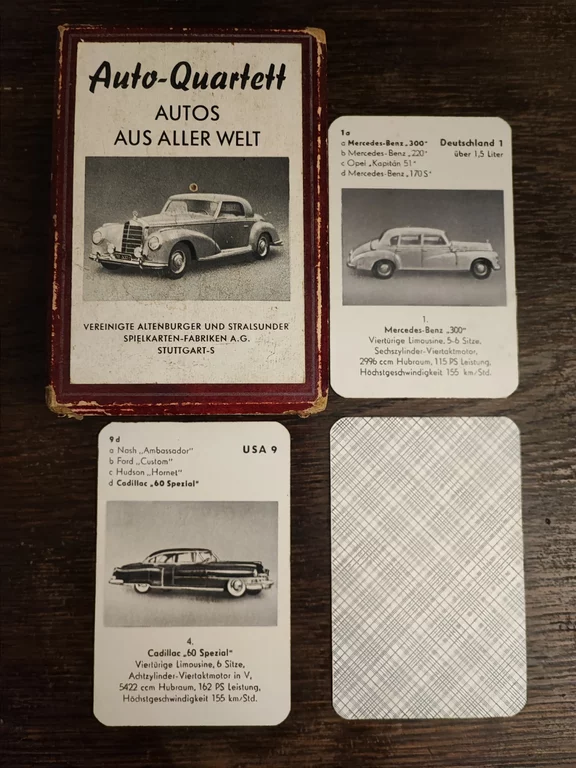 Auto-Quartett
AUTOS
AUS ALLER WELT
VEREINIGTE ALTENBURGER UND STRALSUNDER
SPIELKARTEN-FABRIKEN A.G.
STUTTGART-S
1a
a Mercedes-Benz „300" Deutschland 1
b Mercedes-Benz „220" über 1,5 Liter
c Opel „Kapitän 51"
d Mercedes-Benz „170 S"
1.
Mercedes-Benz „300"
Viertürige Limousine, 5-6 Sitze,
Sechszylinder-Viertaktmotor,
2996 ccm Hubraum, 115 PS Leistung,
Höchstgeschwindigkeit 155 km/Std.
9d
a Nash „Ambassador" USA 9
b Ford „Custom"
c Hudson „Hornet"
d Cadillac „60 Spezial"
4.
Cadillac „60 Spezial"
Viertürige Limousine, 6 Sitze,
Achtzylinder-Viertaktmotor in V,
5422 ccm Hubraum, 162 PS Leistung,
Höchstgeschwindigkeit 155 km/Std.